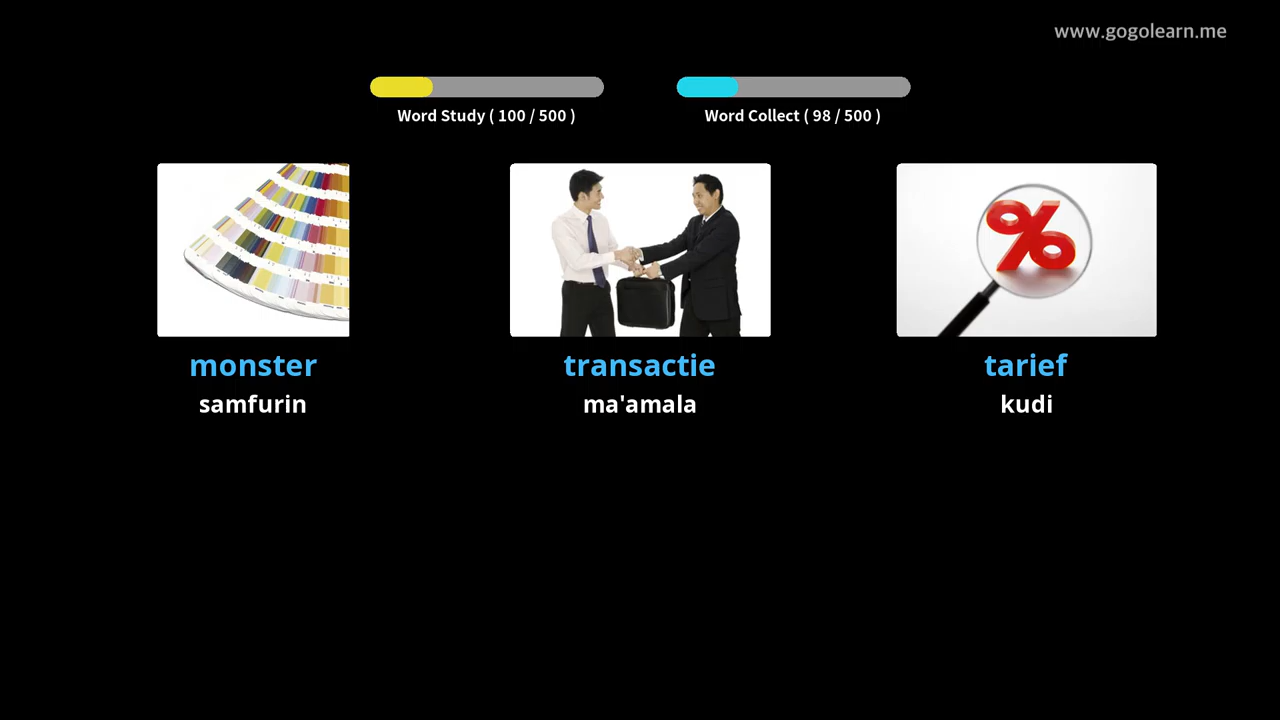 www.gogolearn.me
Word Study ( 100 / 500 )
Word Collect ( 98 / 500 )
monster
samfurin
transactie
ma'amala
tarief
kudi
%